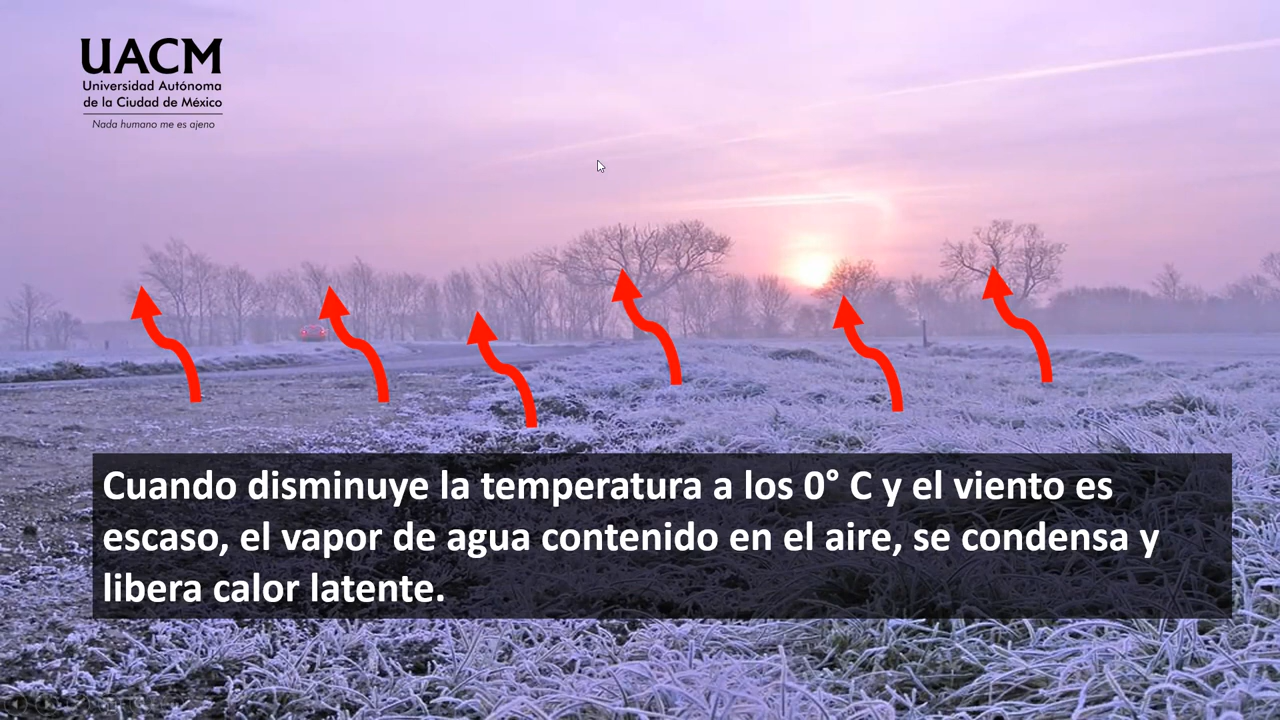 UACM
Universidad Autónoma
de la Ciudad de México
Nada humano me es ajeno
Cuando disminuye la temperatura a los 0° C y el viento es
escaso, el vapor de agua contenido en el aire, se condensa y
libera calor latente.